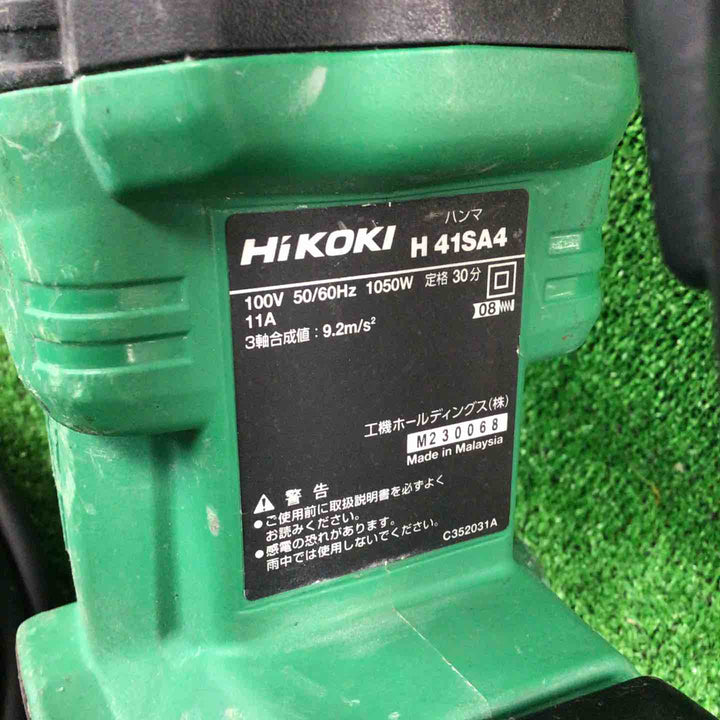 ハンマ
HiKOKI H 41SA4
100V 50/60Hz 1050W 定格 30分
11A
08
3軸合成値：9.2m/s²
工機ホールディングス(株)
M230068
Made in Malaysia
警告
●ご使用前に取扱説明書を必ずよく
お読みください。
●感電の恐れがあります。
雨中では使用しないでください。
C352031A